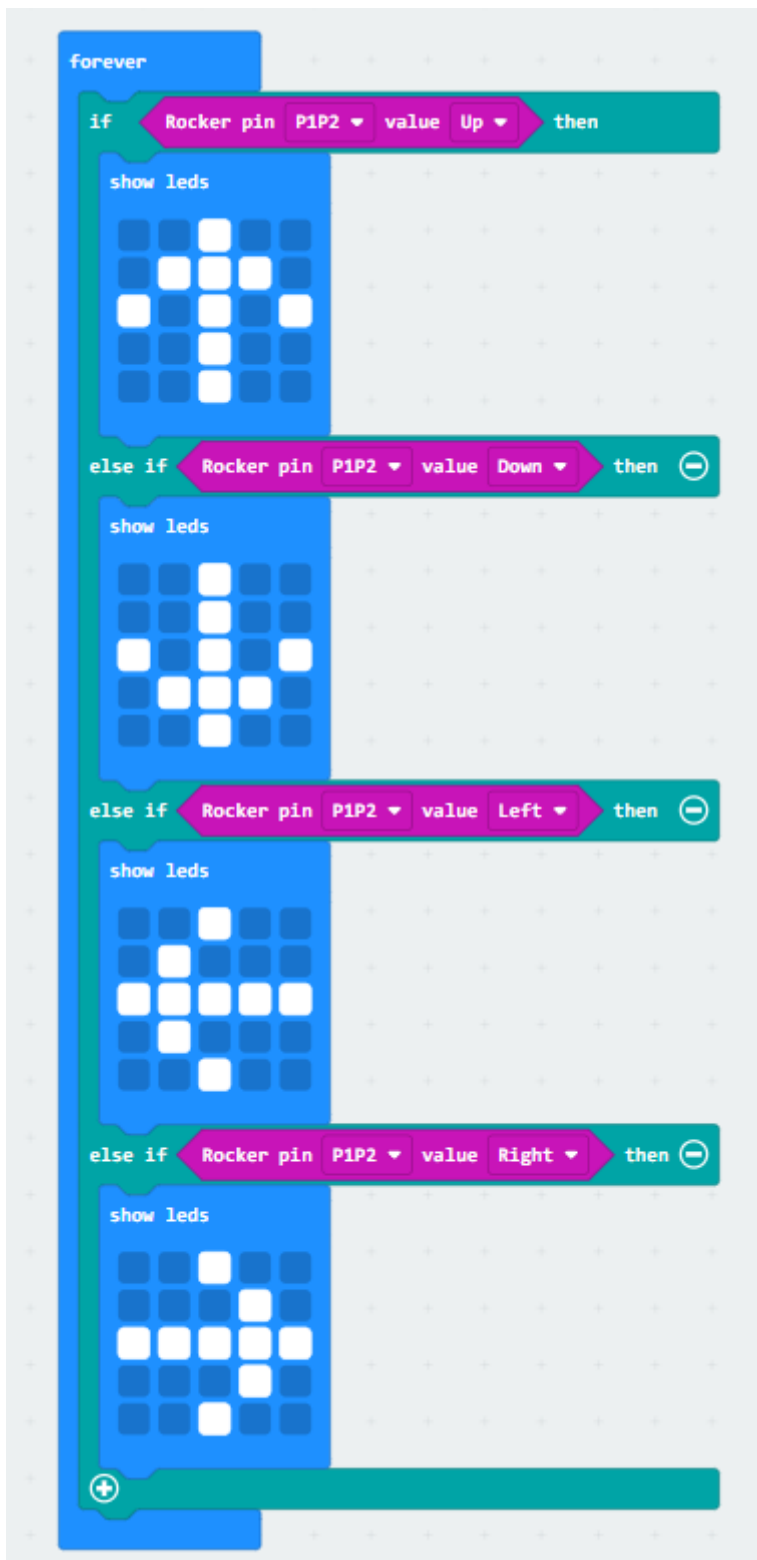 forever
if Rocker pin P1P2 value Up then
show leds
else if Rocker pin P1P2 value Down then
show leds
else if Rocker pin P1P2 value Left then
show leds
else if Rocker pin P1P2 value Right then
show leds